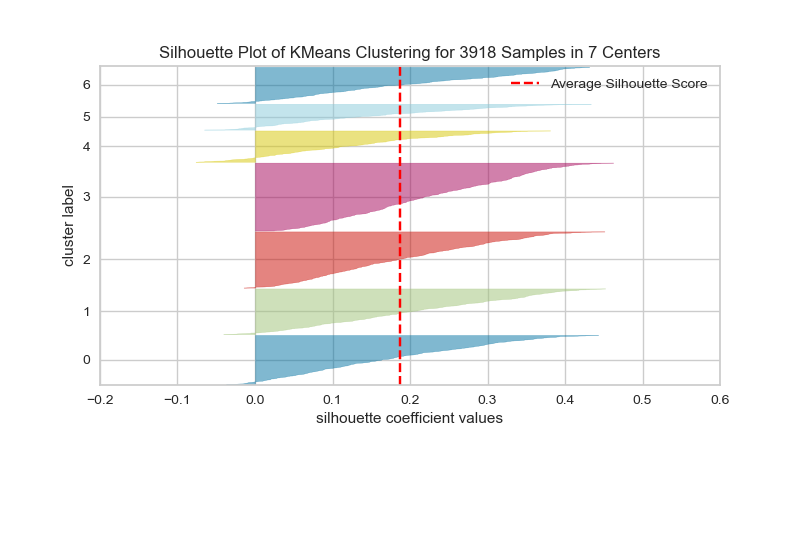 Silhouette Plot of KMeans Clustering for 3918 Samples in 7 Centers
Average Silhouette Score
cluster label
6
5
4
3
2
1
0
−0.2 −0.1 0.0 0.1 0.2 0.3 0.4 0.5 0.6
silhouette coefficient values